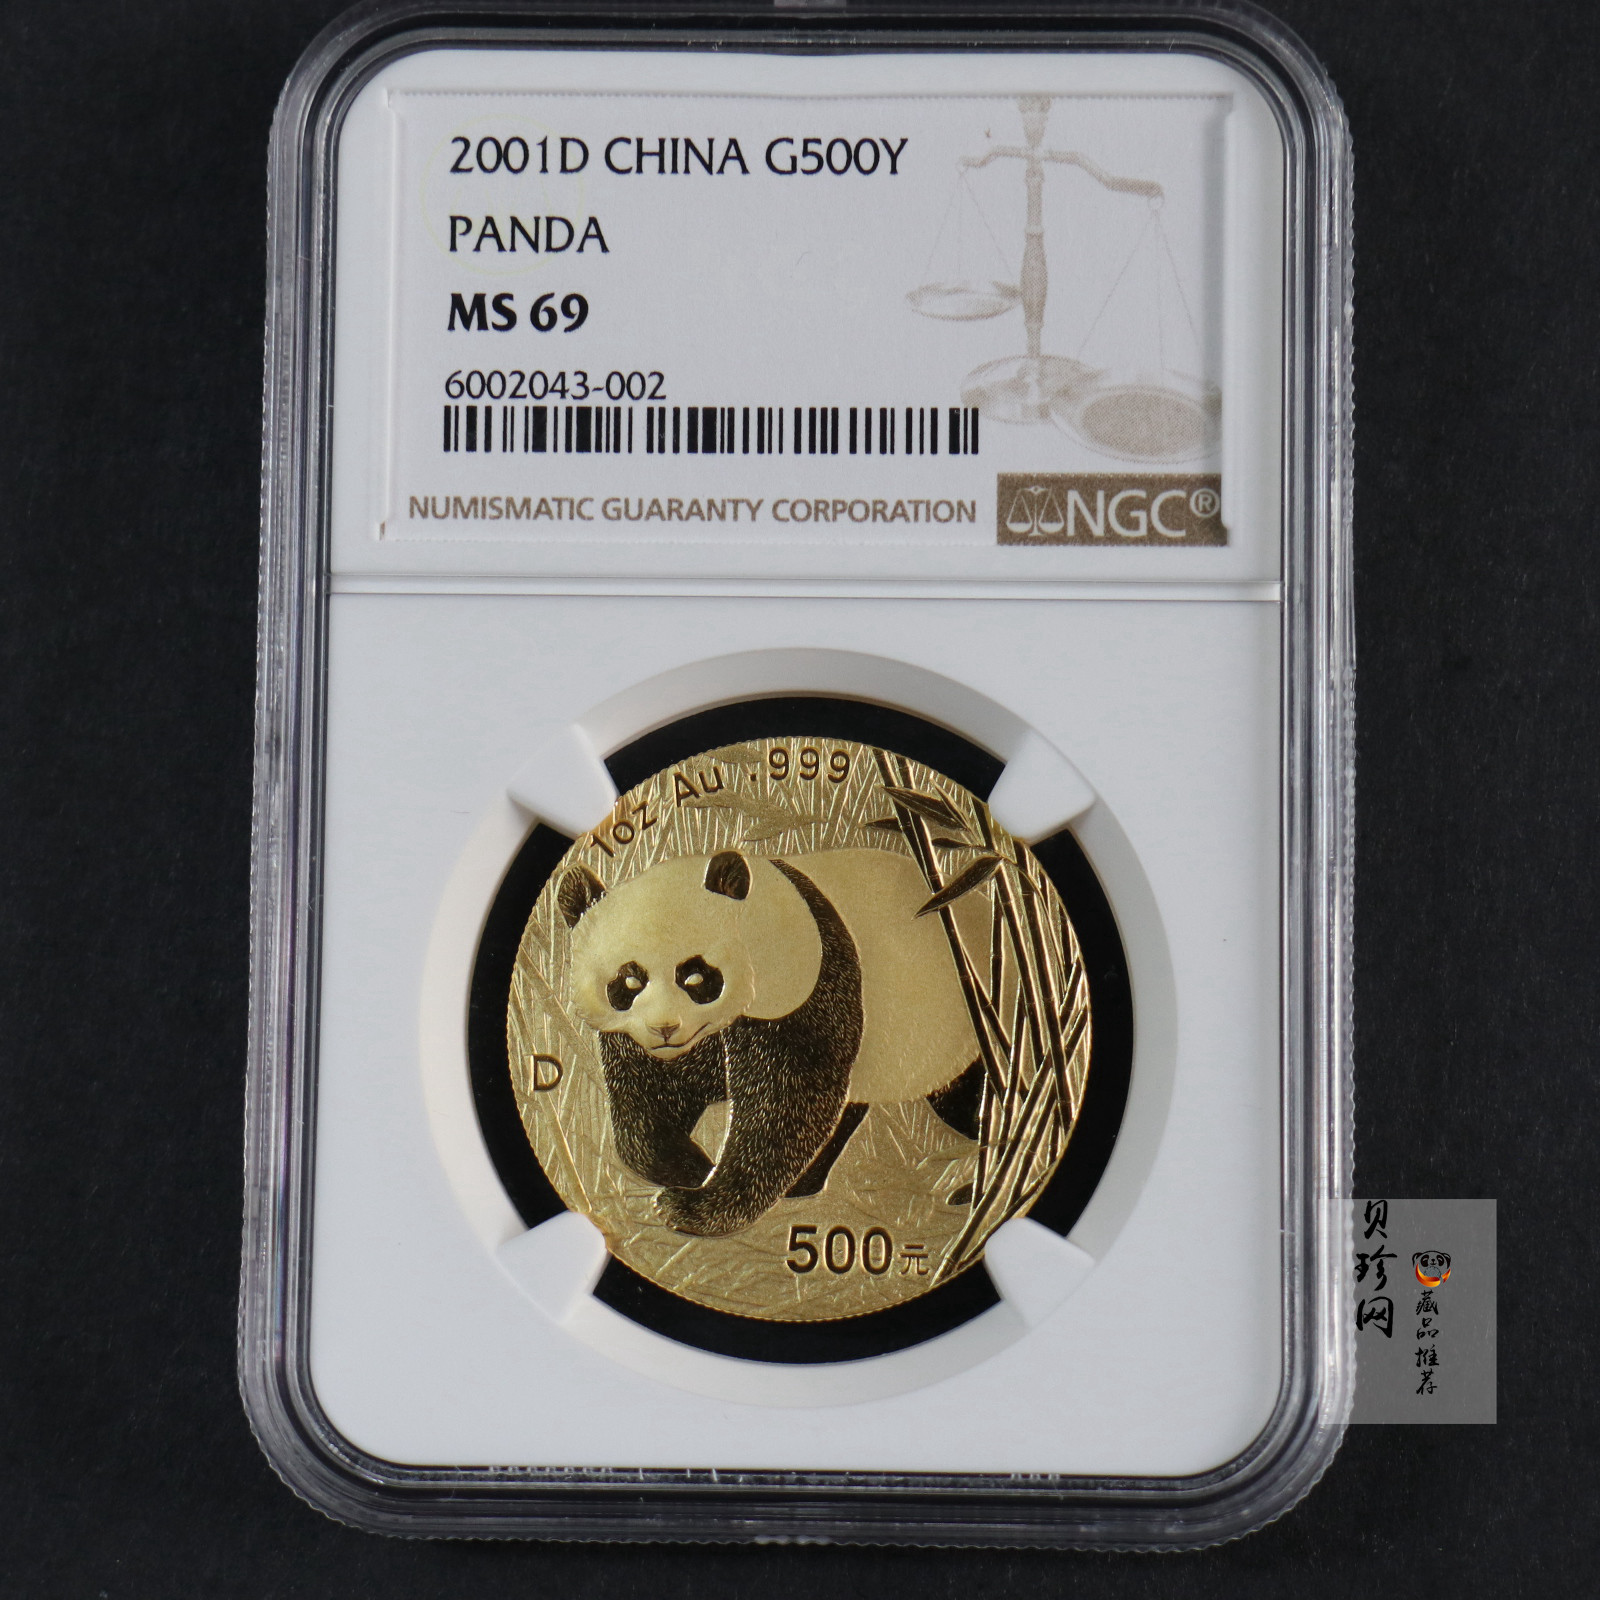 2001D CHINA G500Y
PANDA
MS 69
6002043-002
NUMISMATIC GUARANTY CORPORATION
NGC®
1oz Au .999
D
500元
贝珍网
藏品推荐